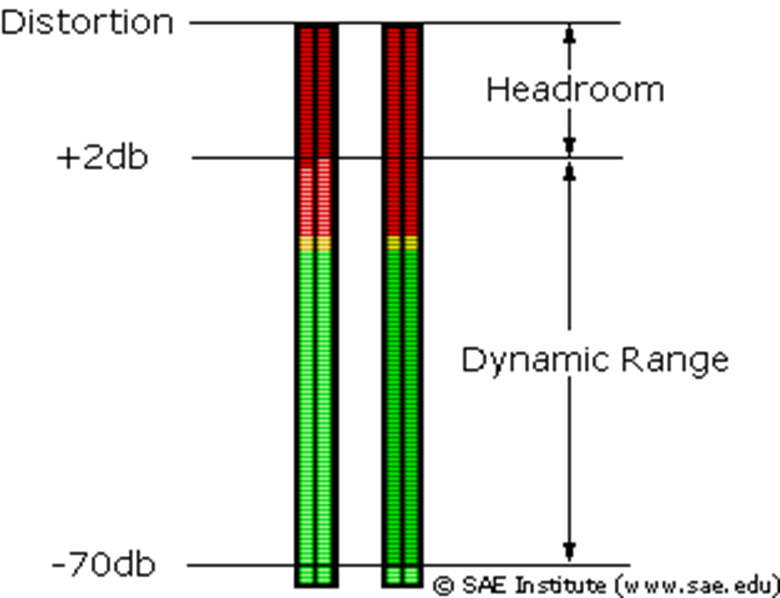 Distortion
Headroom
+2db
Dynamic Range
-70db
© SAE Institute (www.sae.edu)